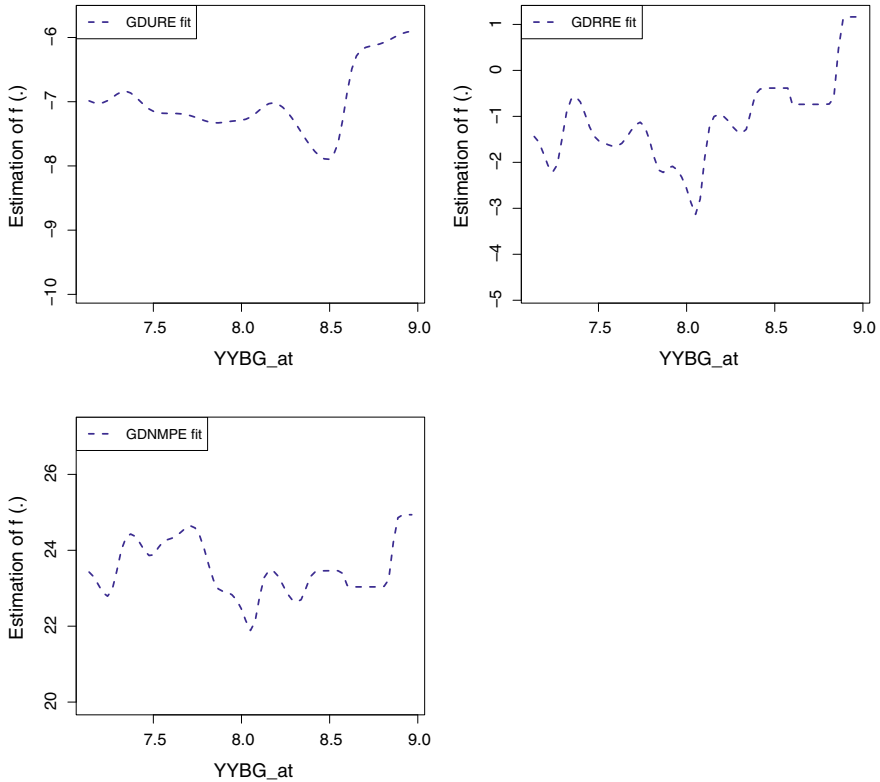 GDURE fit
Estimation of f (.)
-6
-7
-8
-9
-10
7.5 8.0 8.5 9.0
YYBG_at
GDRRE fit
Estimation of f (.)
1
0
-1
-2
-3
-4
-5
7.5 8.0 8.5 9.0
YYBG_at
GDNMPE fit
Estimation of f (.)
26
24
22
20
7.5 8.0 8.5 9.0
YYBG_at